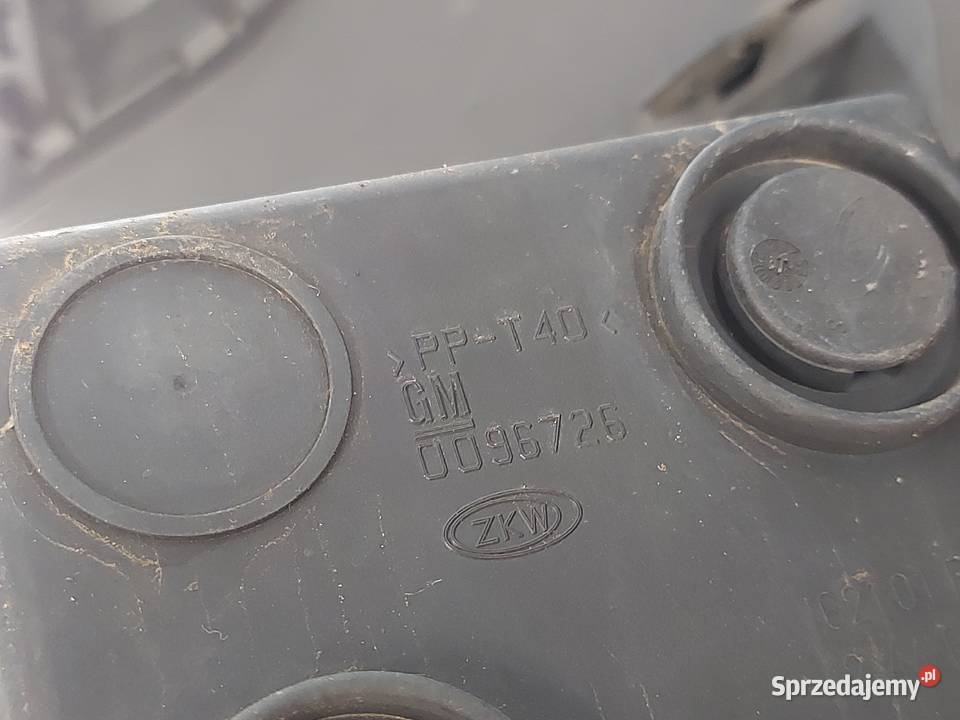 >PP-T40<
GM
0096726
ZKW
Sprzedajemy.pl